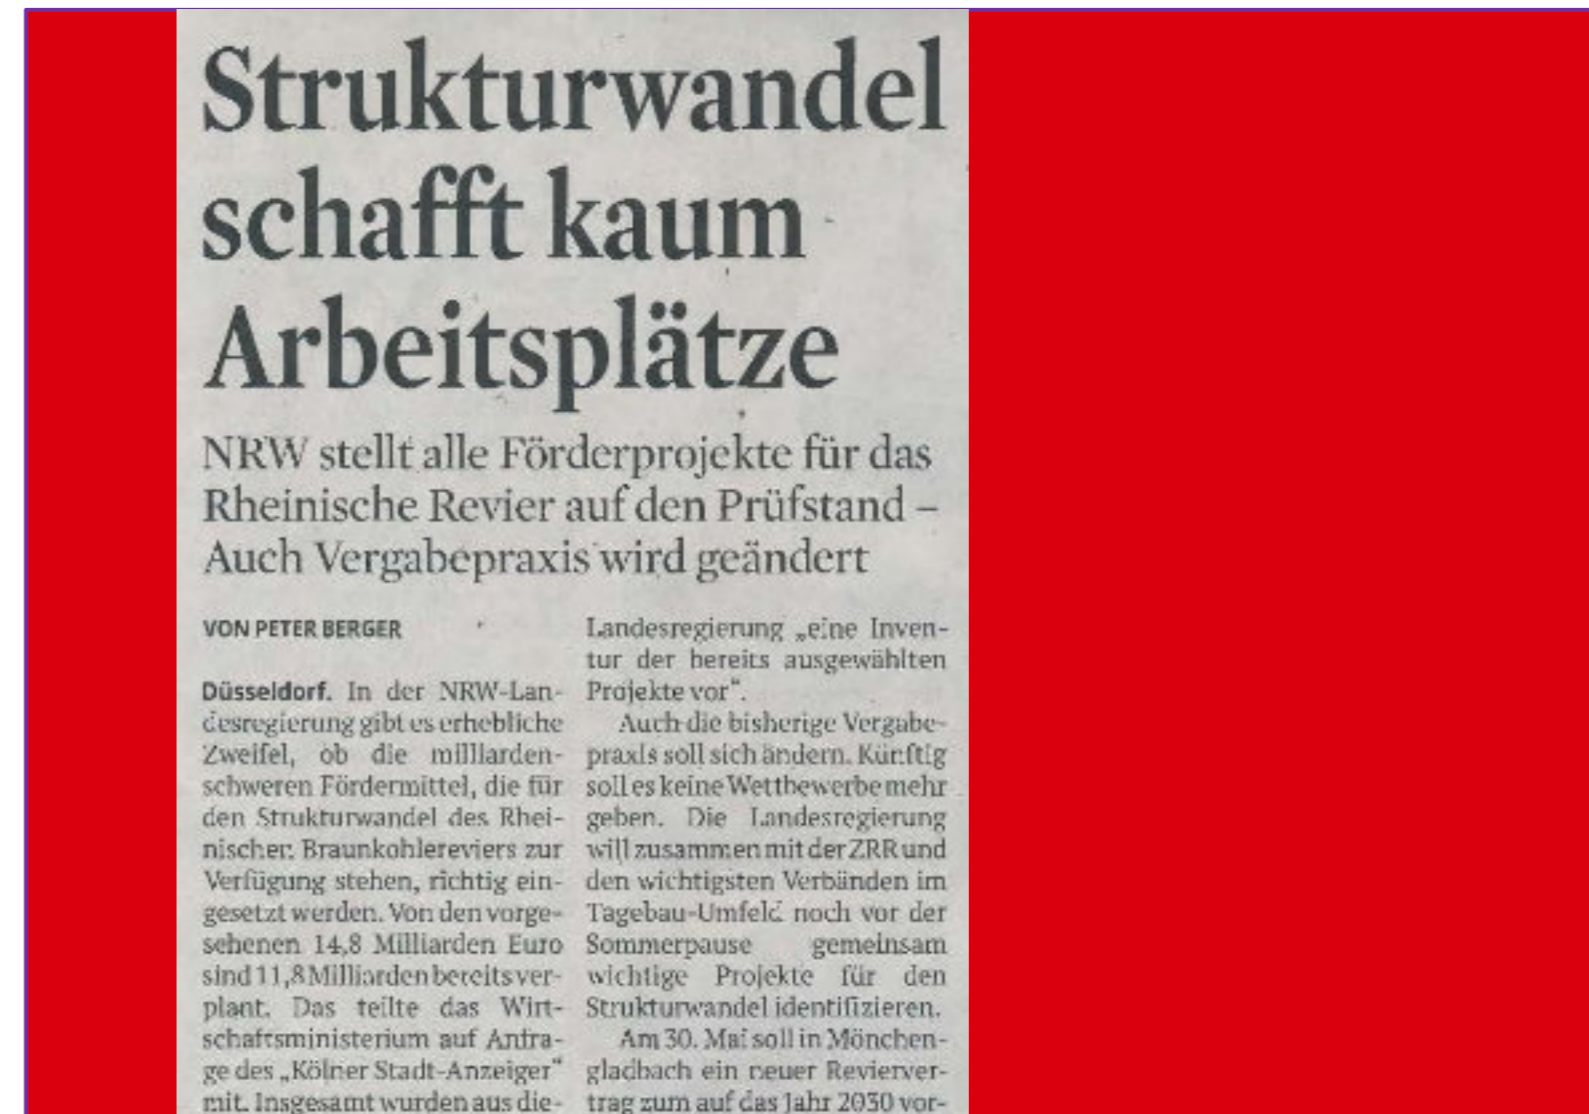 Strukturwandel
schafft kaum
Arbeitsplätze
NRW stellt alle Förderprojekte für das
Rheinische Revier auf den Prüfstand –
Auch Vergabepraxis wird geändert
VON PETER BERGER
Düsseldorf. In der NRW-Lan-
desregierung gibt es erhebliche
Zweifel, ob die milliarden-
schweren Fördermittel, die für
den Strukturwandel des Rhei-
nischen Braunkohlereviers zur
Verfügung stehen, richtig ein-
gesetzt werden. Von den vorge-
sehenen 14,8 Milliarden Euro
sind 11,8 Milliarden bereits ver-
plant. Das teilte das Wirt-
schaftsministerium auf Anfra-
ge des „Kölner Stadt-Anzeiger“
mit. Insgesamt wurden aus die-
Landesregierung „eine Inven-
tur der bereits ausgewählten
Projekte vor“.
Auch die bisherige Vergabe-
praxis soll sich ändern. Künftig
soll es keine Wettbewerbe mehr
geben. Die Landesregierung
will zusammen mit der ZRR und
den wichtigsten Verbänden im
Tagebau-Umfeld noch vor der
Sommerpause gemeinsam
wichtige Projekte für den
Strukturwandel identifizieren.
Am 30. Mai soll in Mönchen-
gladbach ein neuer Revierver-
trag zum auf das Jahr 2030 vor-